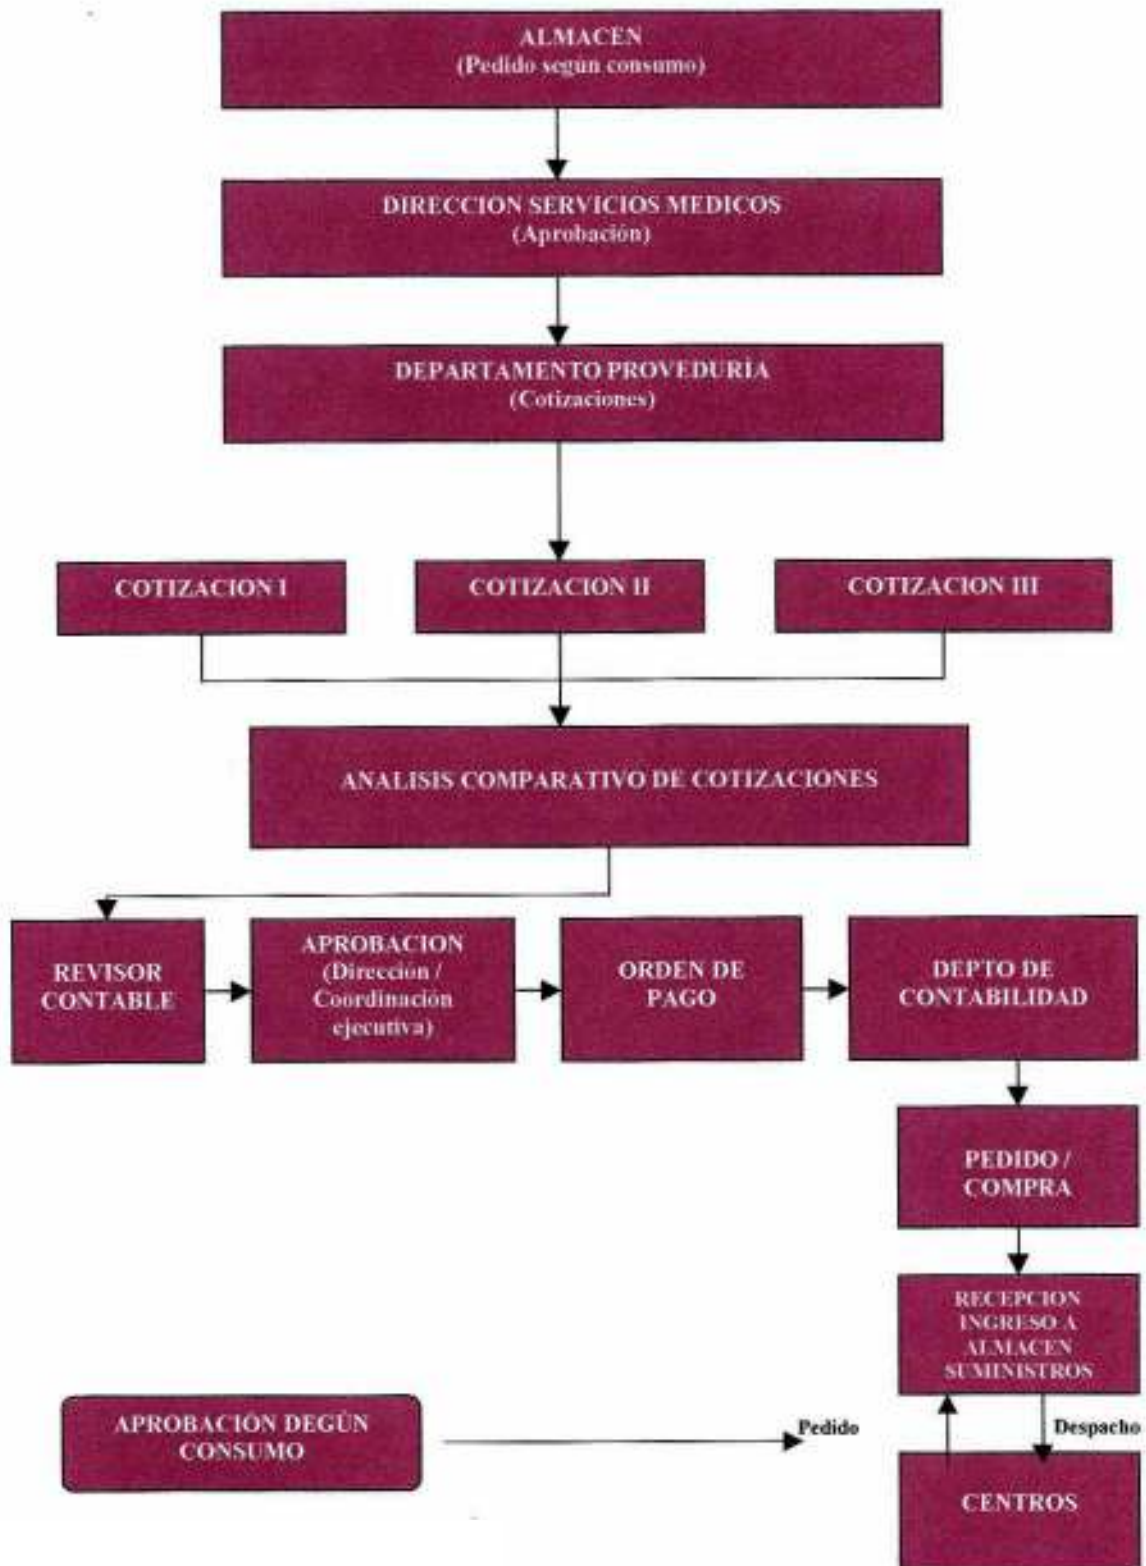 ALMACEN
(Pedido según consumo)
DIRECCION SERVICIOS MEDICOS
(Aprobación)
DEPARTAMENTO PROVEDURÍA
(Cotizaciones)
COTIZACION I
COTIZACION II
COTIZACION III
ANALISIS COMPARATIVO DE COTIZACIONES
REVISOR
CONTABLE
APROBACION
(Dirección /
Coordinación
ejecutiva)
ORDEN DE
PAGO
DEPTO DE
CONTABILIDAD
PEDIDO /
COMPRA
RECEPCION
INGRESO A
ALMACEN
SUMINISTROS
APROBACIÓN DEGÚN
CONSUMO
Pedido
Despacho
CENTROS